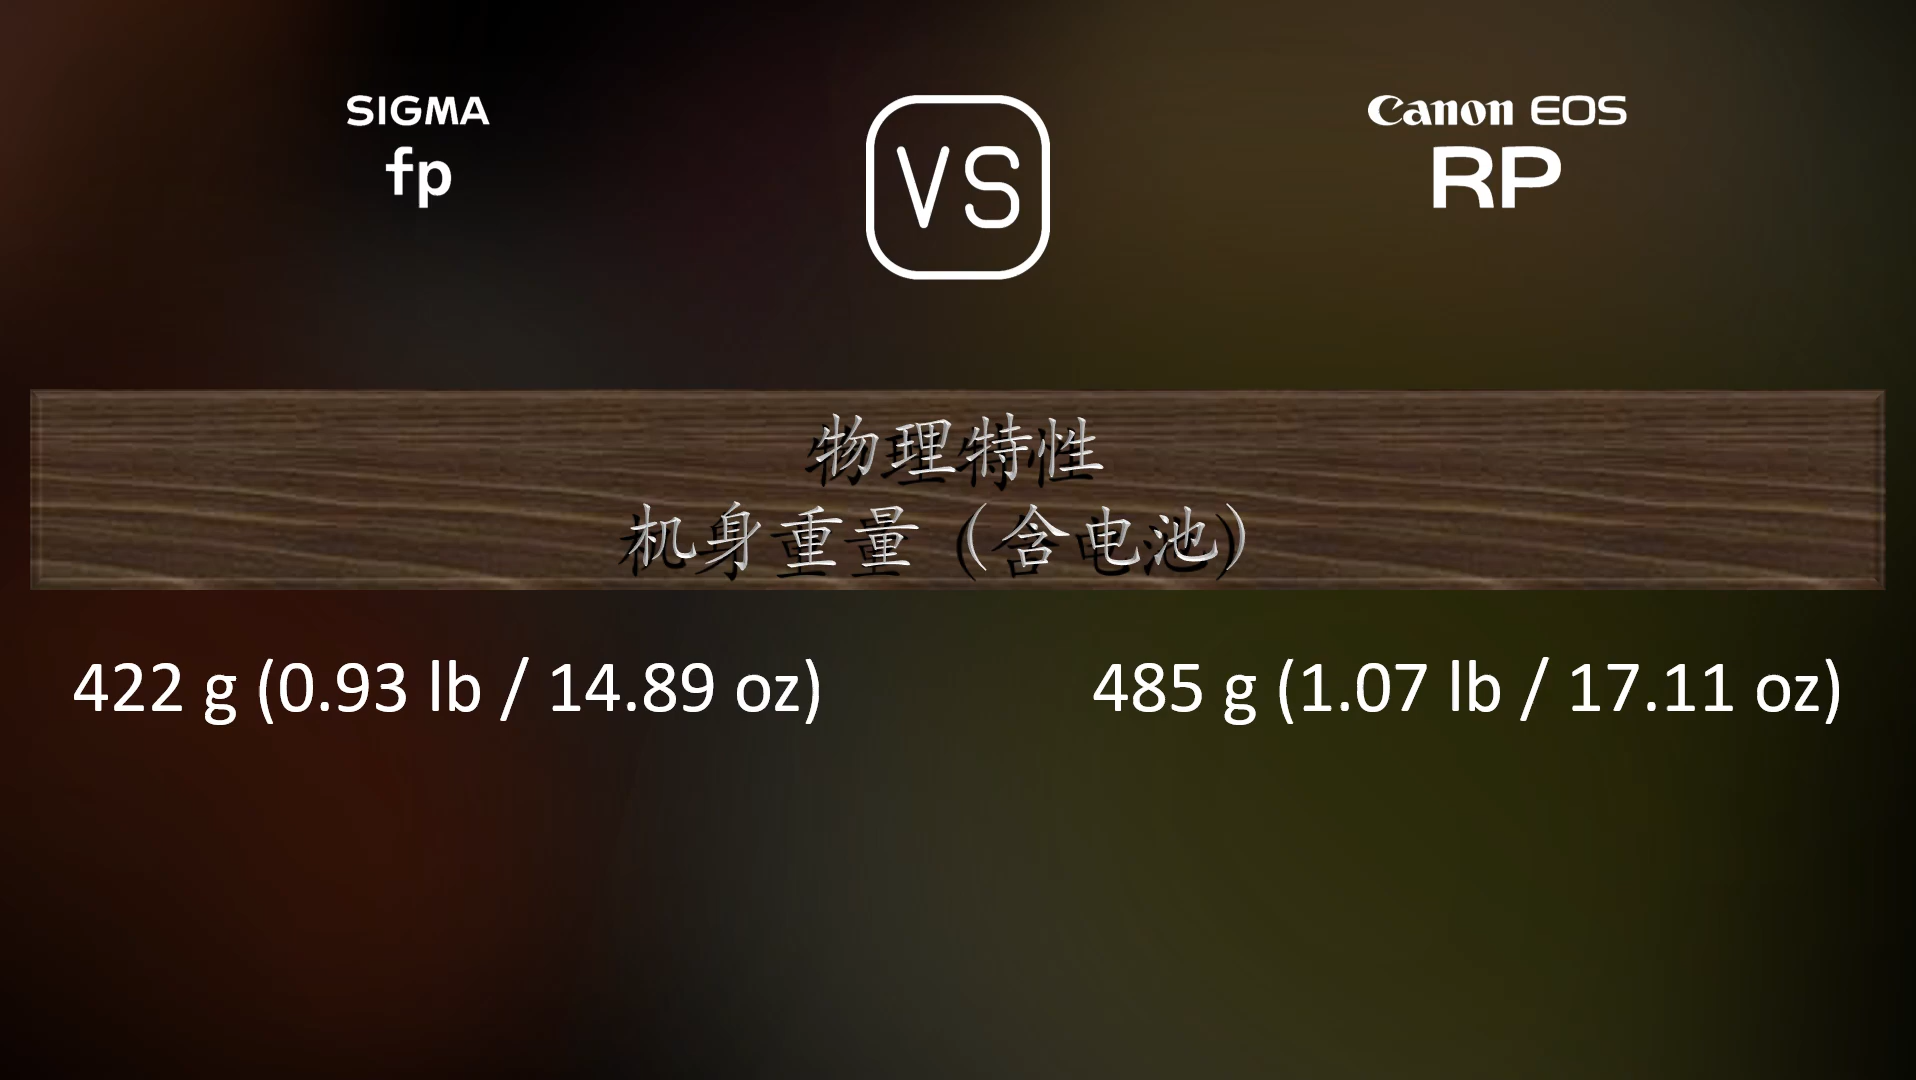 SIGMA
fp
VS
Canon EOS
RP
物理特性
机身重量（含电池）
422 g (0.93 lb / 14.89 oz)
485 g (1.07 lb / 17.11 oz)